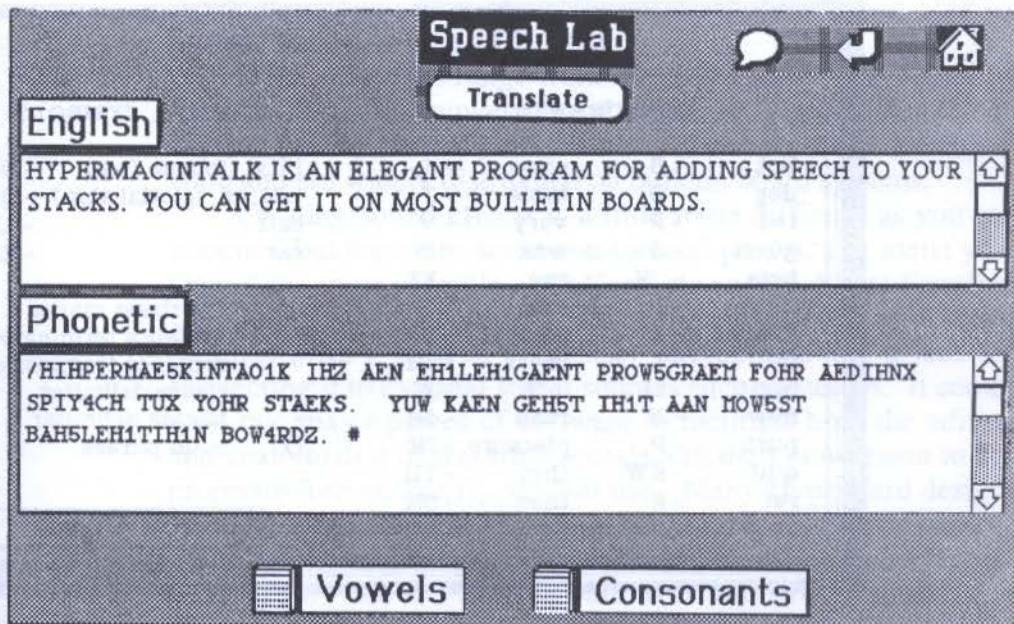 Speech Lab
Translate
English
HYPERMACINTALK IS AN ELEGANT PROGRAM FOR ADDING SPEECH TO YOUR
STACKS. YOU CAN GET IT ON MOST BULLETIN BOARDS.
Phonetic
/HIHPERMAE5KINTAO1K IHZ AEN EH1LEH1GAENT PROW5GRAEM FOHR AEDIHNX
SPIY4CH TUX YOHR STAEKS. YUW KAEN GEH5T IH1T AAN MOW5ST
BAH5LEH1TIH1N BOW4RDZ. #
Vowels
Consonants